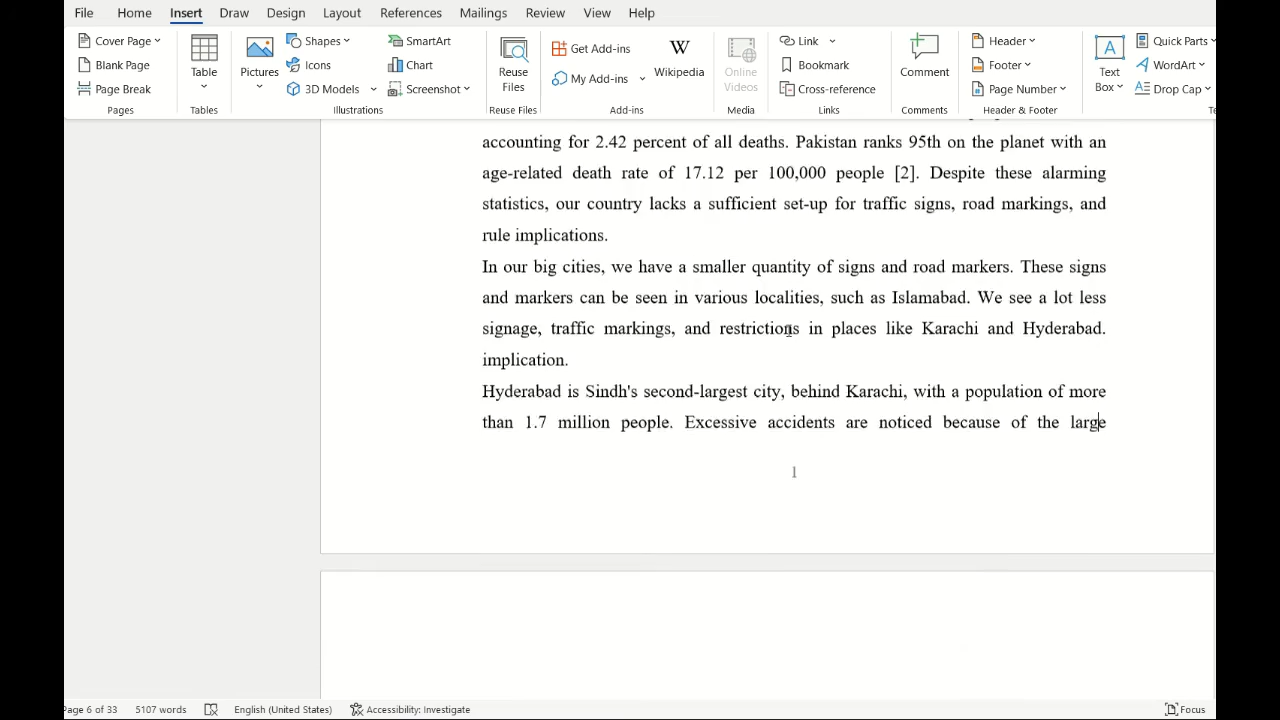 File Home Insert Draw Design Layout References Mailings Review View Help
Cover Page
Blank Page
Page Break
Pages
Table
Tables
Pictures
Shapes
Icons
3D Models
SmartArt
Chart
Screenshot
Illustrations
Reuse
Files
Reuse Files
Get Add-ins
My Add-ins
W
Wikipedia
Add-ins
Online
Videos
Media
Link
Bookmark
Cross-reference
Links
Comment
Comments
Header
Footer
Page Number
Header & Footer
A
Text
Box
Quick Parts
WordArt
Drop Cap
accounting for 2.42 percent of all deaths. Pakistan ranks 95th on the planet with an
age-related death rate of 17.12 per 100,000 people [2]. Despite these alarming
statistics, our country lacks a sufficient set-up for traffic signs, road markings, and
rule implications.
In our big cities, we have a smaller quantity of signs and road markers. These signs
and markers can be seen in various localities, such as Islamabad. We see a lot less
signage, traffic markings, and restrictions in places like Karachi and Hyderabad.
implication.
Hyderabad is Sindh's second-largest city, behind Karachi, with a population of more
than 1.7 million people. Excessive accidents are noticed because of the large
1
Page 6 of 33 5107 words English (United States) Accessibility: Investigate Focus